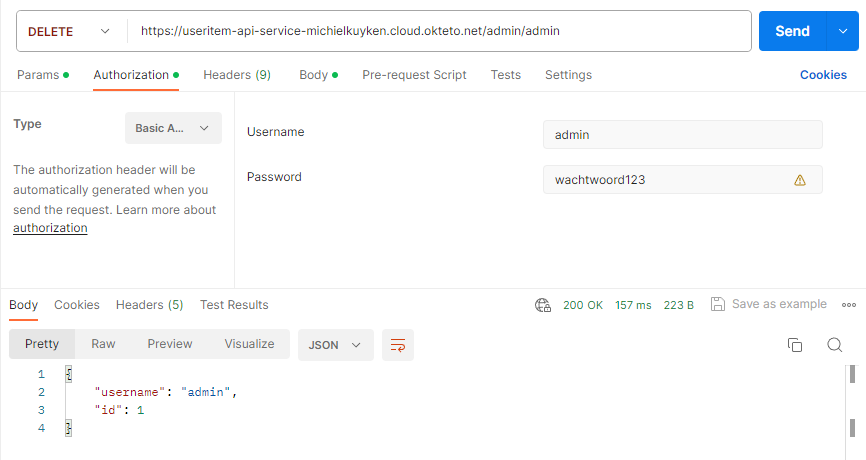 DELETE https://useritem-api-service-michielkuyken.cloud.okteto.net/admin/admin Send
Params Authorization Headers (9) Body Pre-request Script Tests Settings Cookies
Type Basic A...
The authorization header will be
automatically generated when you
send the request. Learn more about
authorization
Username admin
Password wachtwoord123
Body Cookies Headers (5) Test Results 200 OK 157 ms 223 B Save as example
Pretty Raw Preview Visualize JSON
1 {
2 "username": "admin",
3 "id": 1
4 }